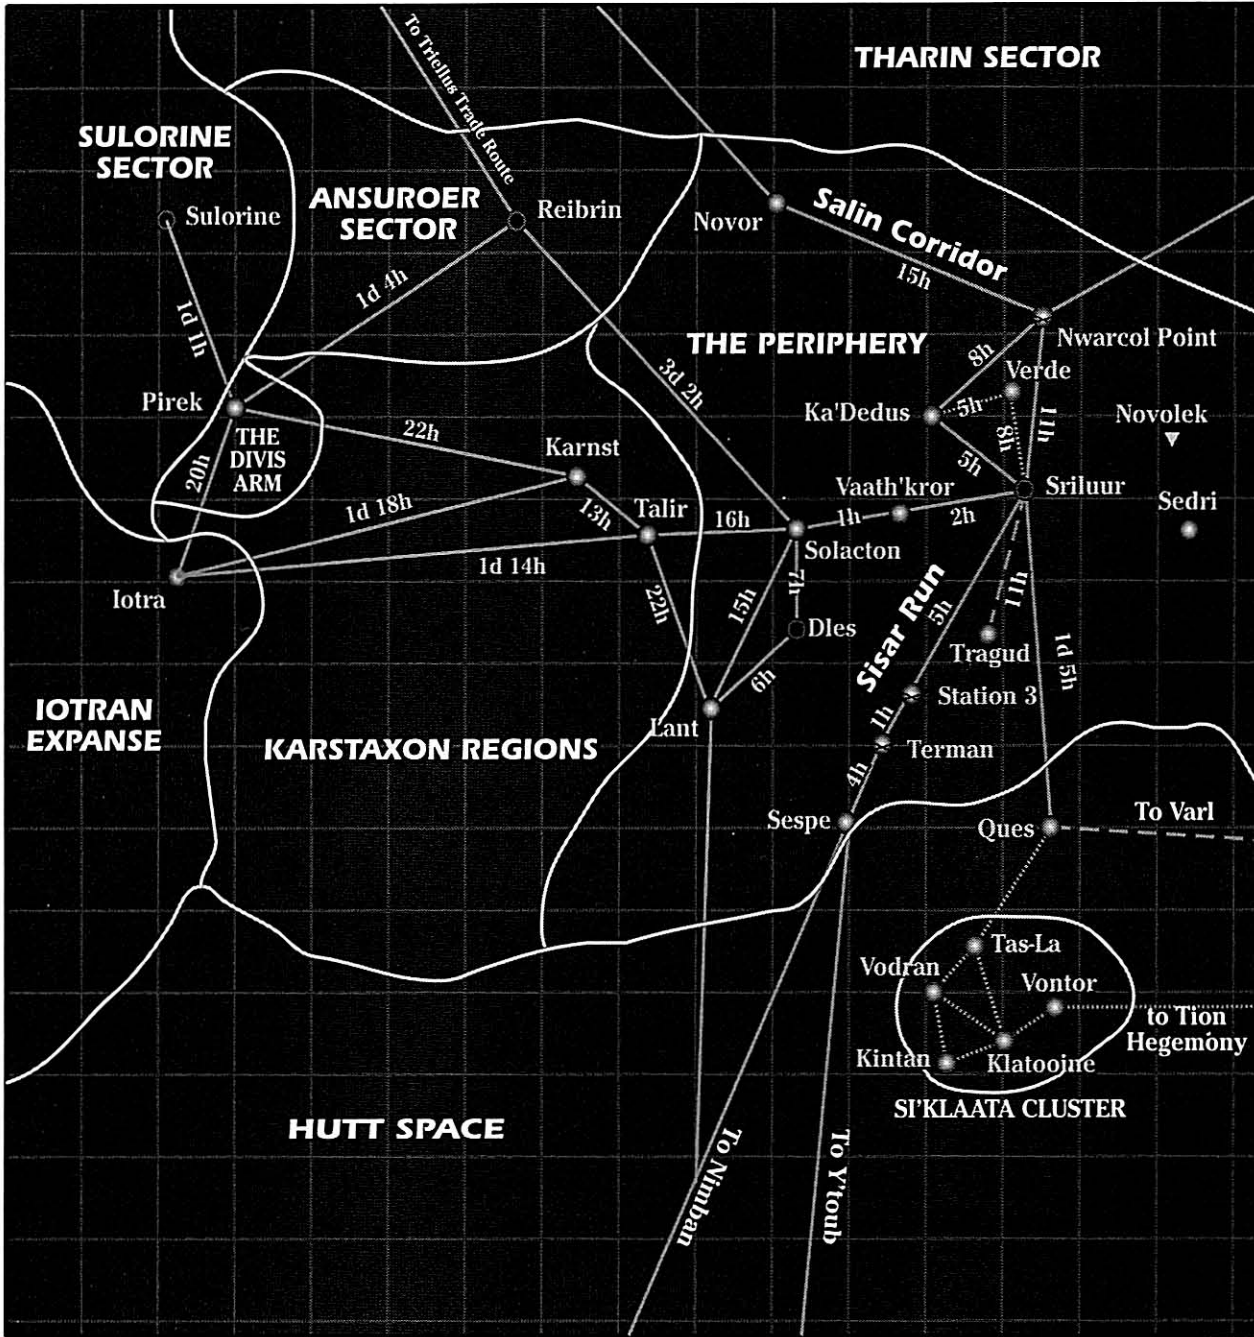 To Triellus Trade Route
THARIN SECTOR
SULORINE
SECTOR
ANSUROER
SECTOR
Sulorine
Reibrin
Novor
Salin Corridor
15h
1d 1h
1d 4h
THE PERIPHERY
Nwarcol Point
8h
Verde
3d 2h
Pirek
Ka'Dedus
5h
11h
Novolek
THE
DIVIS
ARM
22h
Karnst
8h
5h
20h
Vaath'kror
Sriluur
Sedri
1d 18h
13h
Talir
16h
1h
2h
Solacton
1d 14h
Iotra
7h
11h
22h
15h
Dles
Sisar Run
5h
Tragud
1d 5h
6h
Station 3
IOTRAN
EXPANSE
Lant
1h
KARSTAXON REGIONS
Terman
4h
Sespe
Ques
To Varl
Tas-La
Vodran
Vontor
to Tion
Hegemony
Kintan
Klatooine
SI'KLAATA CLUSTER
HUTT SPACE
To Nimban
To Y'toub